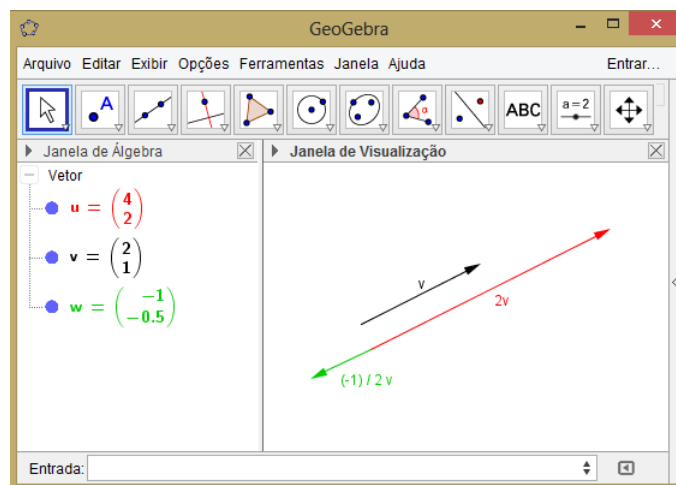 GeoGebra
Arquivo Editar Exibir Opções Ferramentas Janela Ajuda Entrar...
A α ABC a=2
Janela de Álgebra
Janela de Visualização
Vetor
u = (4 2)
v = (2 1)
w = (-1 -0.5)
v
2v
(-1) / 2 v
Entrada: